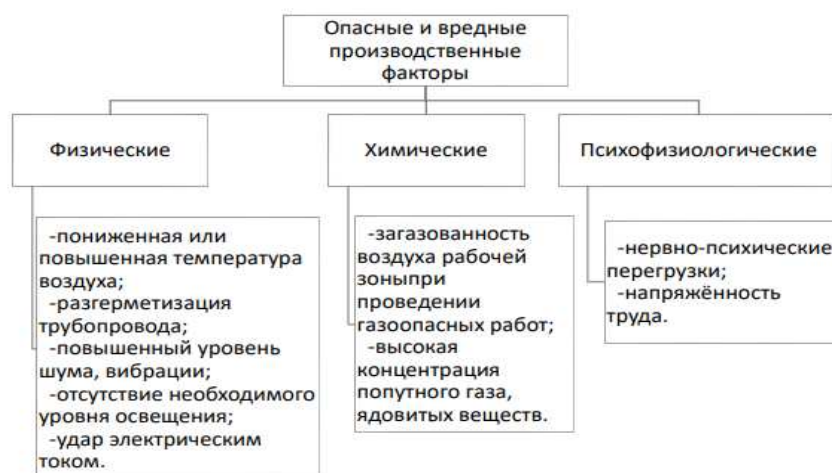 Опасные и вредные
производственные
факторы
Физические
Химические
Психофизиологические
-пониженная или
повышенная температура
воздуха;
-разгерметизация
трубопровода;
-повышенный уровень
шума, вибрации;
-отсутствие необходимого
уровня освещения;
-удар электрическим
током.
-загазованность
воздуха рабочей
зоныпри
проведении
газоопасных работ;
-высокая
концентрация
попутного газа,
ядовитых веществ.
-нервно-психические
перегрузки;
-напряжённость
труда.